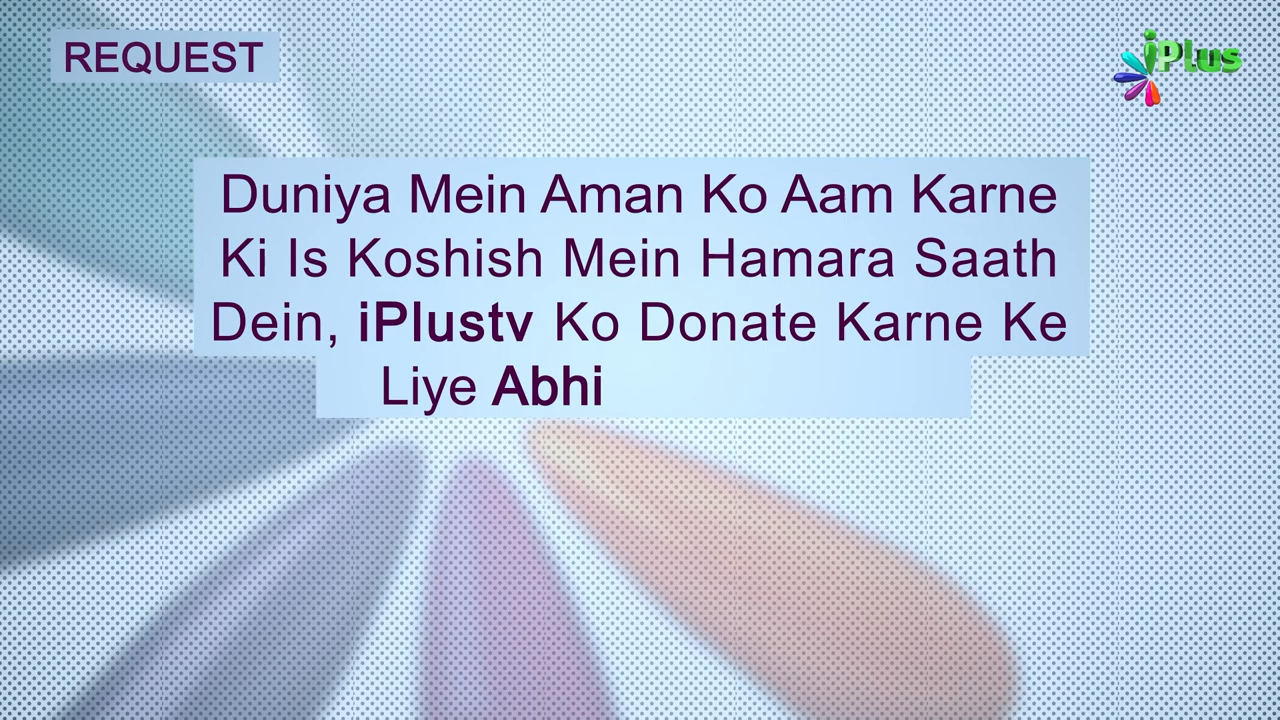 REQUEST
iPlus
Duniya Mein Aman Ko Aam Karne
Ki Is Koshish Mein Hamara Saath
Dein, iPlustv Ko Donate Karne Ke
Liye Abhi